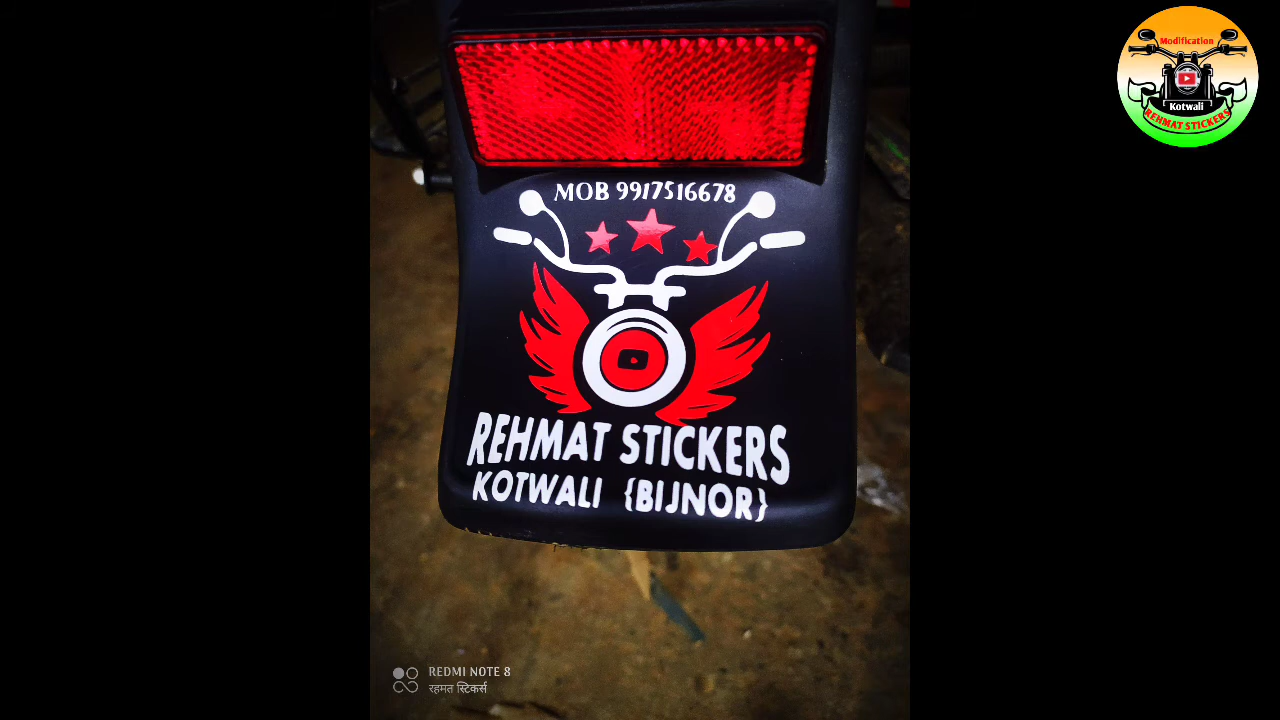 MOB 9917516678
REHMAT STICKERS
KOTWALI {BIJNOR}
Modification
Kotwali
REHMAT STICKERS
REDMI NOTE 8
रहमत स्टिकर्स